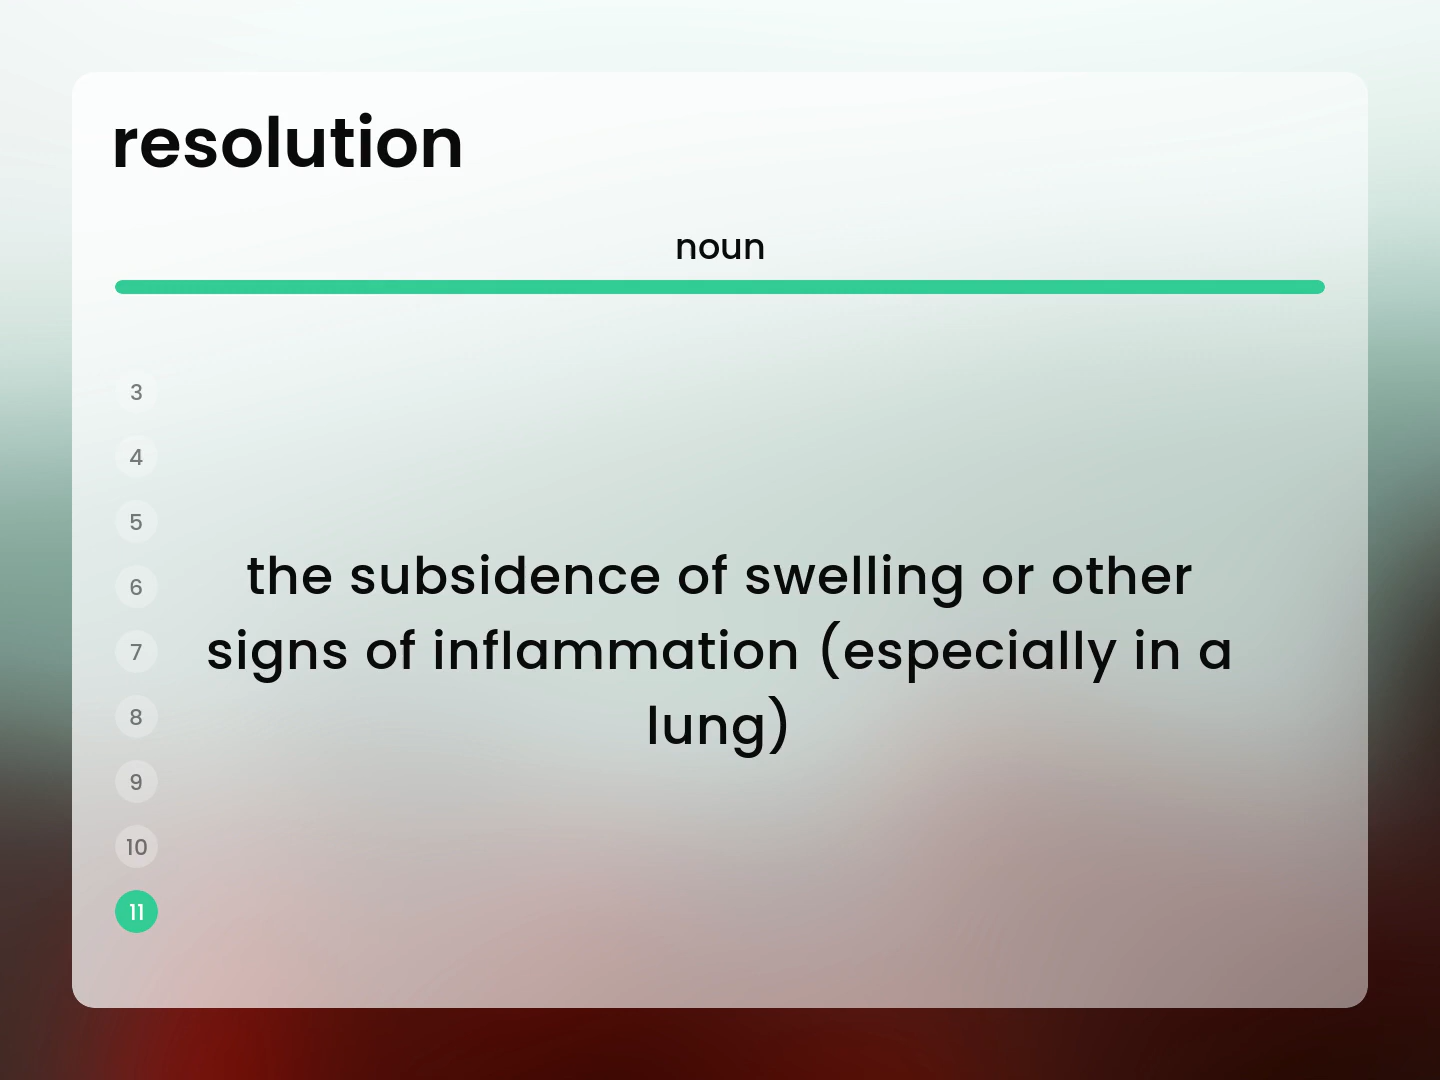 resolution
noun
3
4
5
6
7
8
9
10
11
the subsidence of swelling or other
signs of inflammation (especially in a
lung)